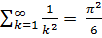 ∑_{k=1}^{∞} 1/k² = π²/6